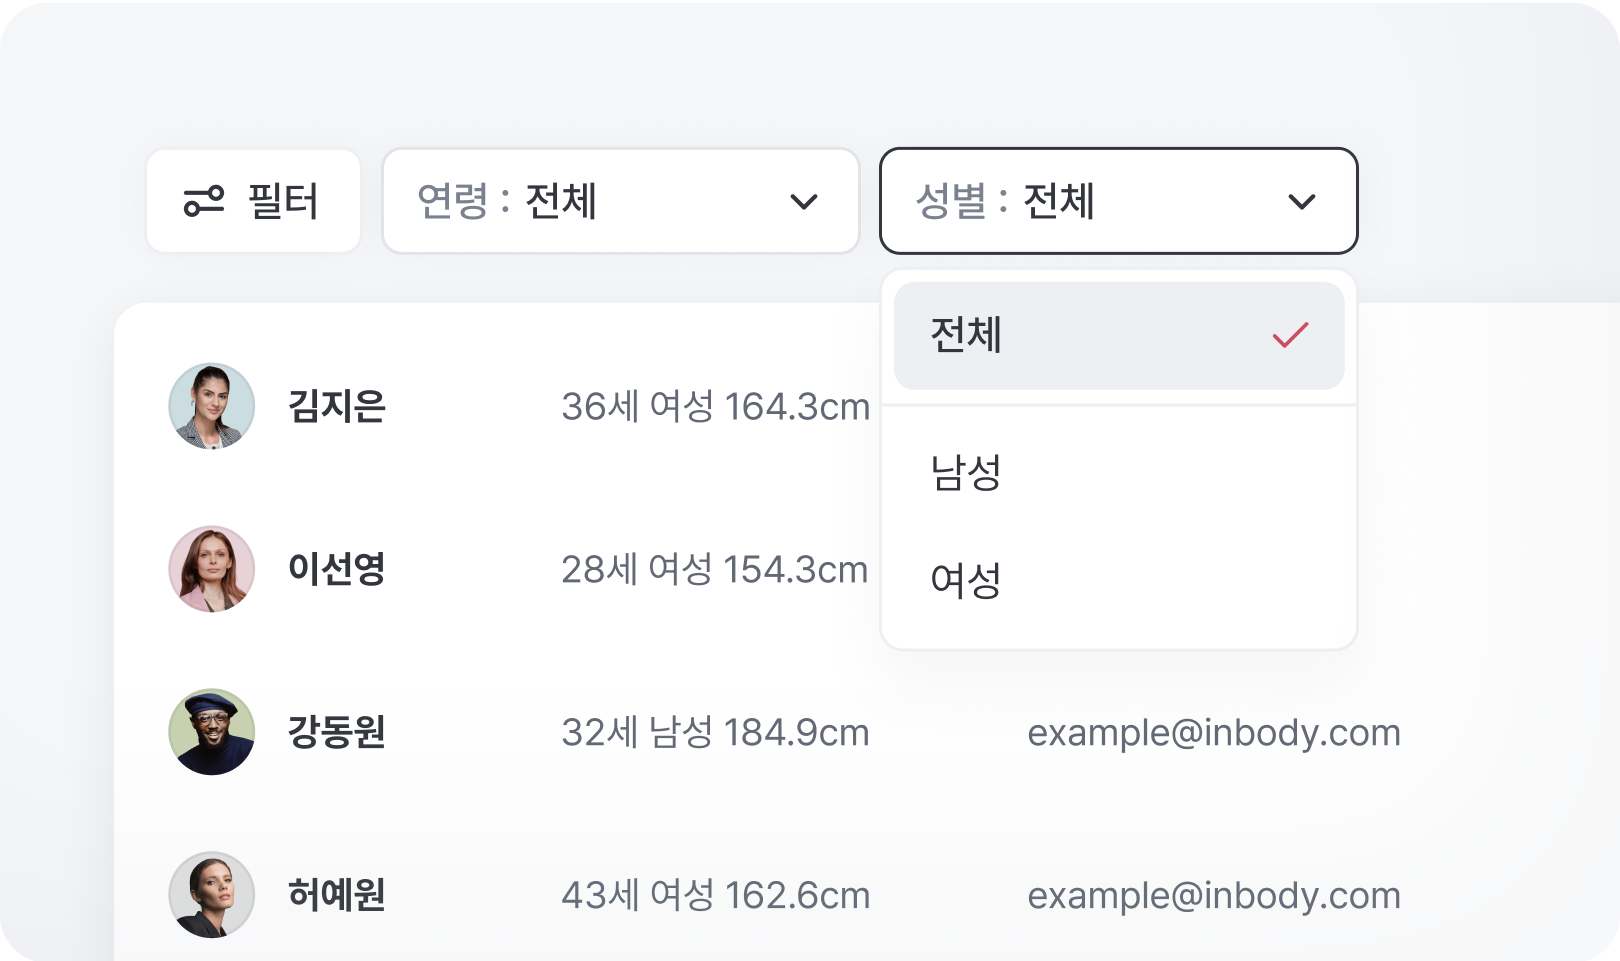 필터
연령 : 전체
성별 : 전체
전체
남성
여성
김지은 36세 여성 164.3cm
이선영 28세 여성 154.3cm
강동원 32세 남성 184.9cm example@inbody.com
허예원 43세 여성 162.6cm example@inbody.com